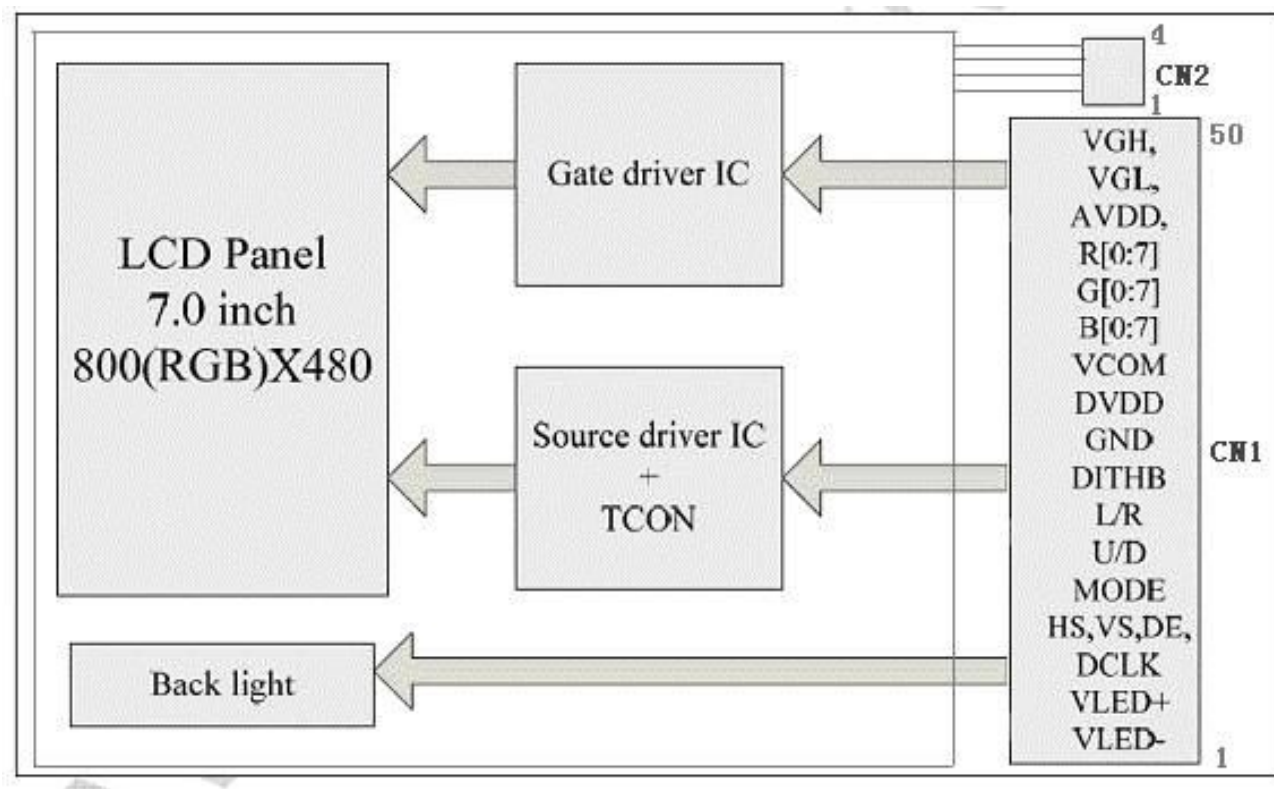 LCD Panel
7.0 inch
800(RGB)X480
Gate driver IC
Source driver IC
+
TCON
Back light
4
CN2
1
50
VGH,
VGL,
AVDD,
R[0:7]
G[0:7]
B[0:7]
VCOM
DVDD
GND
CN1
DITHB
L/R
U/D
MODE
HS,VS,DE,
DCLK
VLED+
VLED-
1